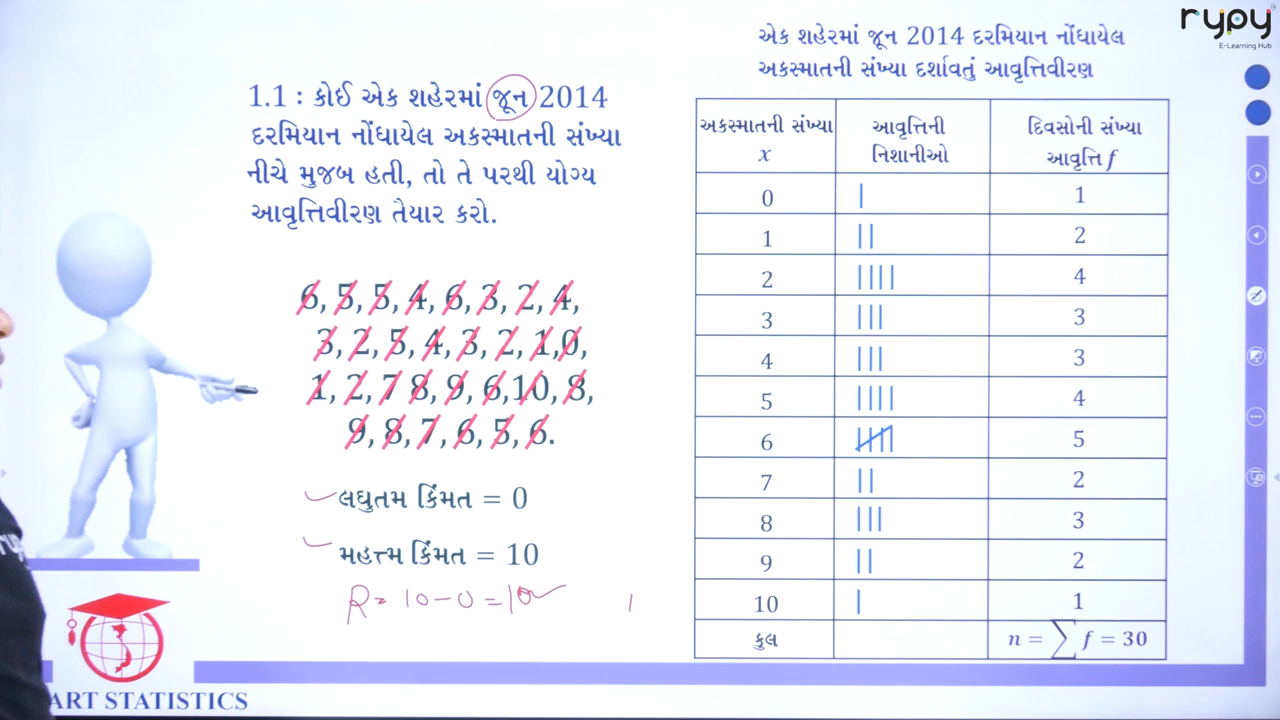 rypy
E-Learning Hub
1.1 : કોઈ એક શહેરમાં જૂન 2014
દરમિયાન નોંધાયેલ અકસ્માતની સંખ્યા
નીચે મુજબ હતી, તો તે પરથી યોગ્ય
આવૃત્તિવીરણ તૈયાર કરો.
6, 5, 5, 4, 6, 3, 2, 4,
3, 2, 5, 4, 3, 2, 1,0,
1, 2, 7 8, 9, 6,10, 8,
9, 8, 7, 6, 5, 6.
લઘુતમ કિંમત = 0
મહત્તમ કિંમત = 10
R = 10 - 0 = 10
એક શહેરમાં જૂન 2014 દરમિયાન નોંધાયેલ
અકસ્માતની સંખ્યા દર્શાવતું આવૃત્તિવીરણ
અકસ્માતની સંખ્યા x આવૃત્તિની નિશાનીઓ દિવસોની સંખ્યા આવૃત્તિ f
0 | 1
1 || 2
2 |||| 4
3 ||| 3
4 ||| 3
5 |||| 4
6 5
7 || 2
8 ||| 3
9 || 2
10 | 1
કુલ n = ∑ f = 30
ART STATISTICS
rypy